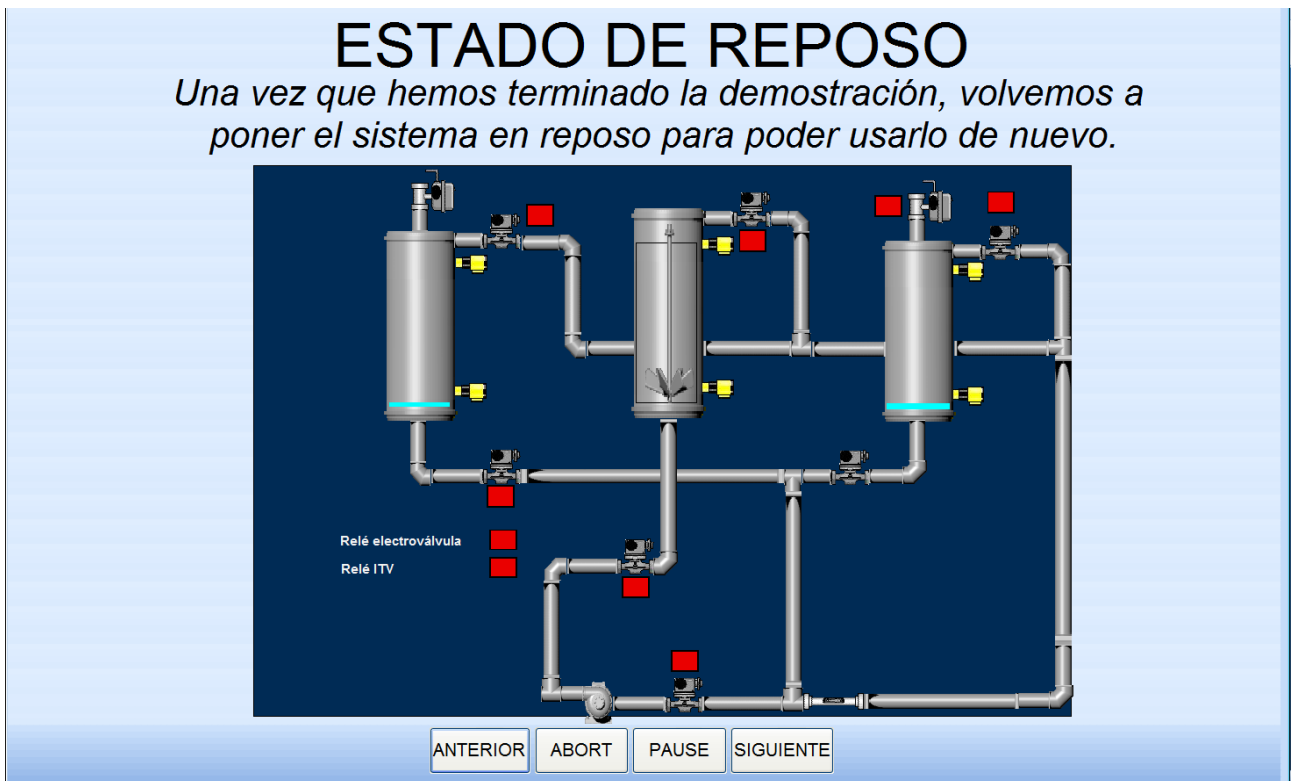 ESTADO DE REPOSO
Una vez que hemos terminado la demostración, volvemos a
poner el sistema en reposo para poder usarlo de nuevo.
Relé electroválvula
Relé ITV
ANTERIOR ABORT PAUSE SIGUIENTE